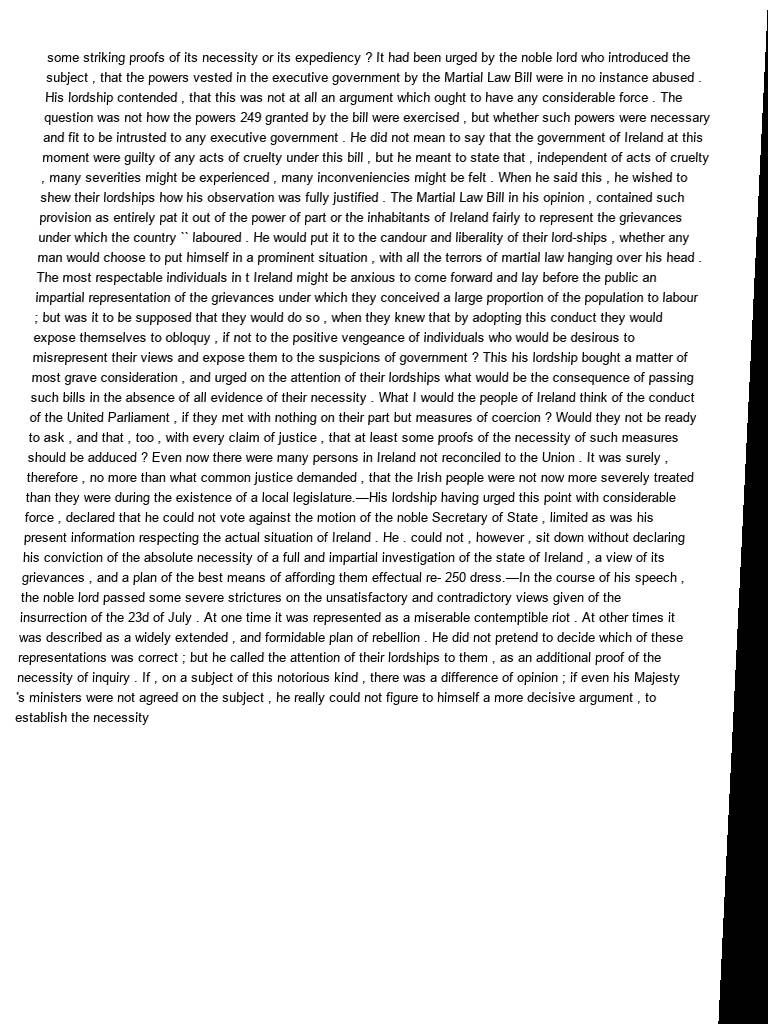 some striking proofs of its necessity or its expediency ? It had been urged by the noble lord who introduced the
subject , that the powers vested in the executive government by the Martial Law Bill were in no instance abused .
His lordship contended , that this was not at all an argument which ought to have any considerable force . The
question was not how the powers 249 granted by the bill were exercised , but whether such powers were necessary
and fit to be intrusted to any executive government . He did not mean to say that the government of Ireland at this
moment were guilty of any acts of cruelty under this bill , but he meant to state that , independent of acts of cruelty
, many severities might be experienced , many inconveniencies might be felt . When he said this , he wished to
shew their lordships how his observation was fully justified . The Martial Law Bill in his opinion , contained such
provision as entirely pat it out of the power of part or the inhabitants of Ireland fairly to represent the grievances
under which the country `` laboured . He would put it to the candour and liberality of their lord-ships , whether any
man would choose to put himself in a prominent situation , with all the terrors of martial law hanging over his head .
The most respectable individuals in t Ireland might be anxious to come forward and lay before the public an
impartial representation of the grievances under which they conceived a large proportion of the population to labour
; but was it to be supposed that they would do so , when they knew that by adopting this conduct they would
expose themselves to obloquy , if not to the positive vengeance of individuals who would be desirous to
misrepresent their views and expose them to the suspicions of government ? This his lordship bought a matter of
most grave consideration , and urged on the attention of their lordships what would be the consequence of passing
such bills in the absence of all evidence of their necessity . What I would the people of Ireland think of the conduct
of the United Parliament , if they met with nothing on their part but measures of coercion ? Would they not be ready
to ask , and that , too , with every claim of justice , that at least some proofs of the necessity of such measures
should be adduced ? Even now there were many persons in Ireland not reconciled to the Union . It was surely ,
therefore , no more than what common justice demanded , that the Irish people were not now more severely treated
than they were during the existence of a local legislature.—His lordship having urged this point with considerable
force , declared that he could not vote against the motion of the noble Secretary of State , limited as was his
present information respecting the actual situation of Ireland . He . could not , however , sit down without declaring
his conviction of the absolute necessity of a full and impartial investigation of the state of Ireland , a view of its
grievances , and a plan of the best means of affording them effectual re- 250 dress.—In the course of his speech ,
the noble lord passed some severe strictures on the unsatisfactory and contradictory views given of the
insurrection of the 23d of July . At one time it was represented as a miserable contemptible riot . At other times it
was described as a widely extended , and formidable plan of rebellion . He did not pretend to decide which of these
representations was correct ; but he called the attention of their lordships to them , as an additional proof of the
necessity of inquiry . If , on a subject of this notorious kind , there was a difference of opinion ; if even his Majesty
's ministers were not agreed on the subject , he really could not figure to himself a more decisive argument , to
establish the necessity